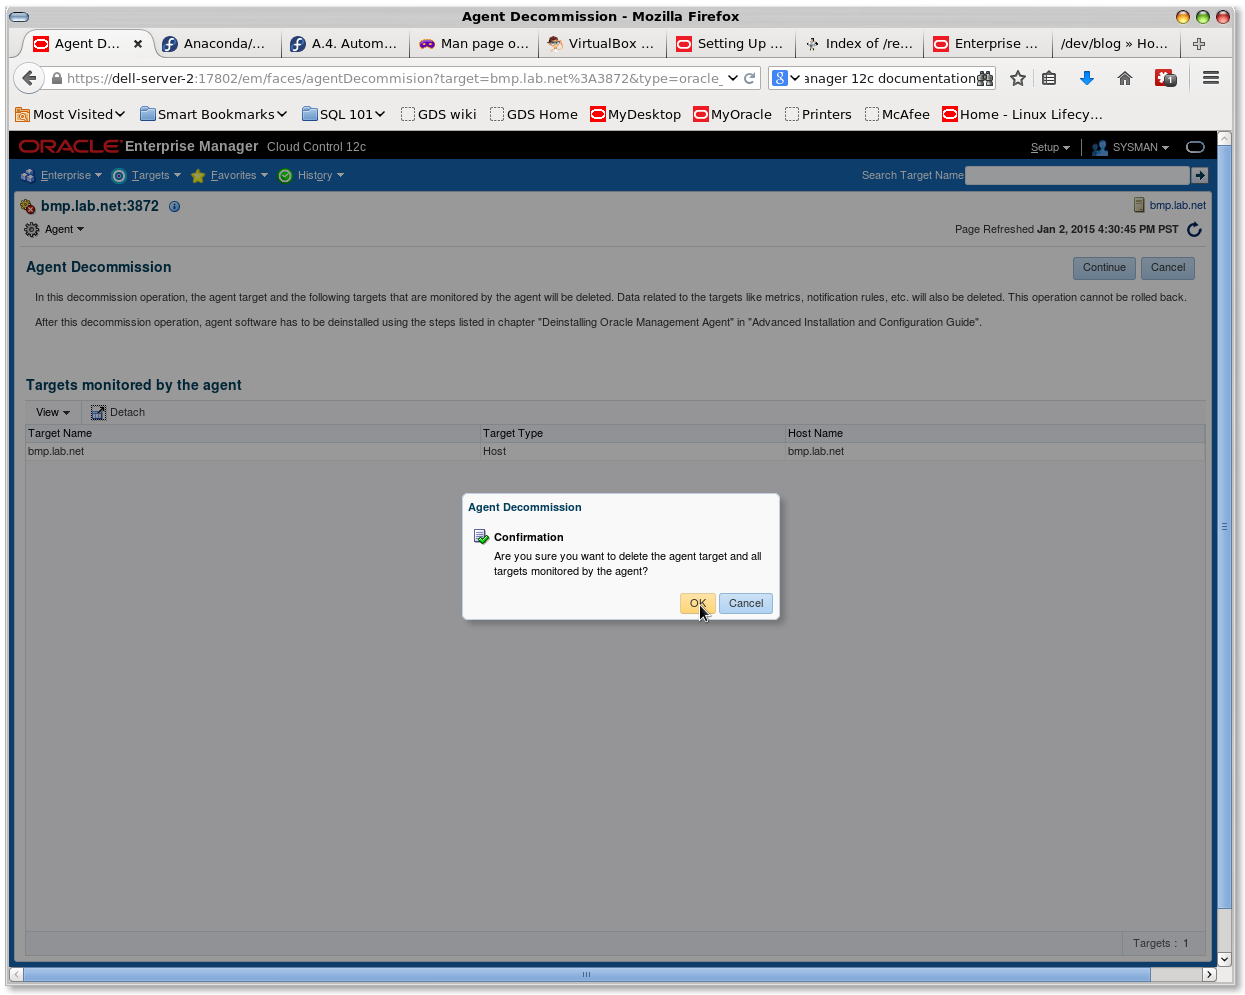 Agent Decommission - Mozilla Firefox
Agent D...
Anaconda/...
A.4. Autom...
Man page o...
VirtualBox ...
Setting Up ...
Index of /re...
Enterprise ...
/dev/blog » Ho...
https://dell-server-2:17802/em/faces/agentDecommision?target=bmp.lab.net%3A3872&type=oracle_
anager 12c documentation
1
Most Visited
Smart Bookmarks
SQL 101
GDS wiki
GDS Home
MyDesktop
MyOracle
Printers
McAfee
Home - Linux Lifecy...
ORACLE Enterprise Manager Cloud Control 12c
Setup
SYSMAN
Enterprise
Targets
Favorites
History
Search Target Name
bmp.lab.net:3872
bmp.lab.net
Agent
Page Refreshed Jan 2, 2015 4:30:45 PM PST
Agent Decommission
Continue
Cancel
In this decommission operation, the agent target and the following targets that are monitored by the agent will be deleted. Data related to the targets like metrics, notification rules, etc. will also be deleted. This operation cannot be rolled back.
After this decommission operation, agent software has to be deinstalled using the steps listed in chapter "Deinstalling Oracle Management Agent" in "Advanced Installation and Configuration Guide".
Targets monitored by the agent
View
Detach
Target Name
Target Type
Host Name
bmp.lab.net
Host
bmp.lab.net
Agent Decommission
Confirmation
Are you sure you want to delete the agent target and all
targets monitored by the agent?
OK
Cancel
Targets : 1